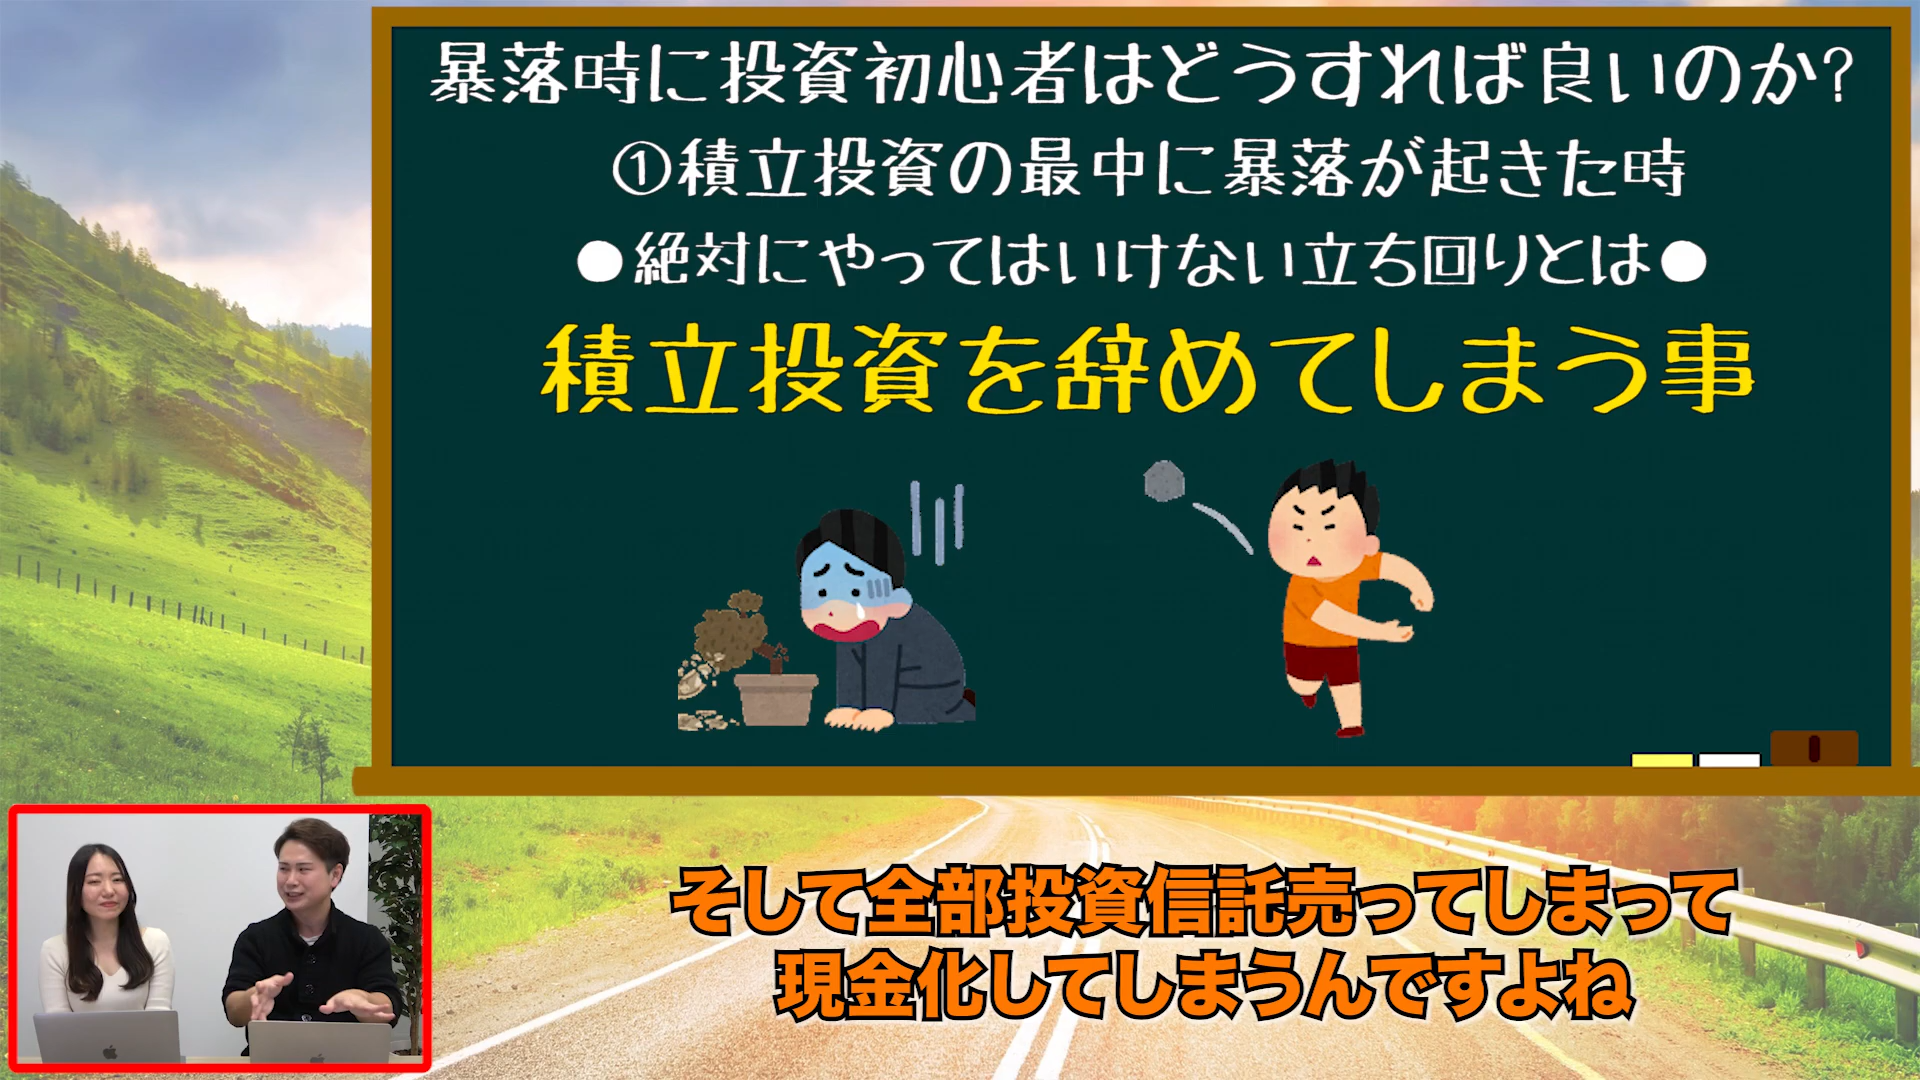 暴落時に投資初心者はどうすれば良いのか?
①積立投資の最中に暴落が起きた時
●絶対にやってはいけない立ち回りとは●
積立投資を辞めてしまう事
そして全部投資信託売ってしまって
現金化してしまうんですよね